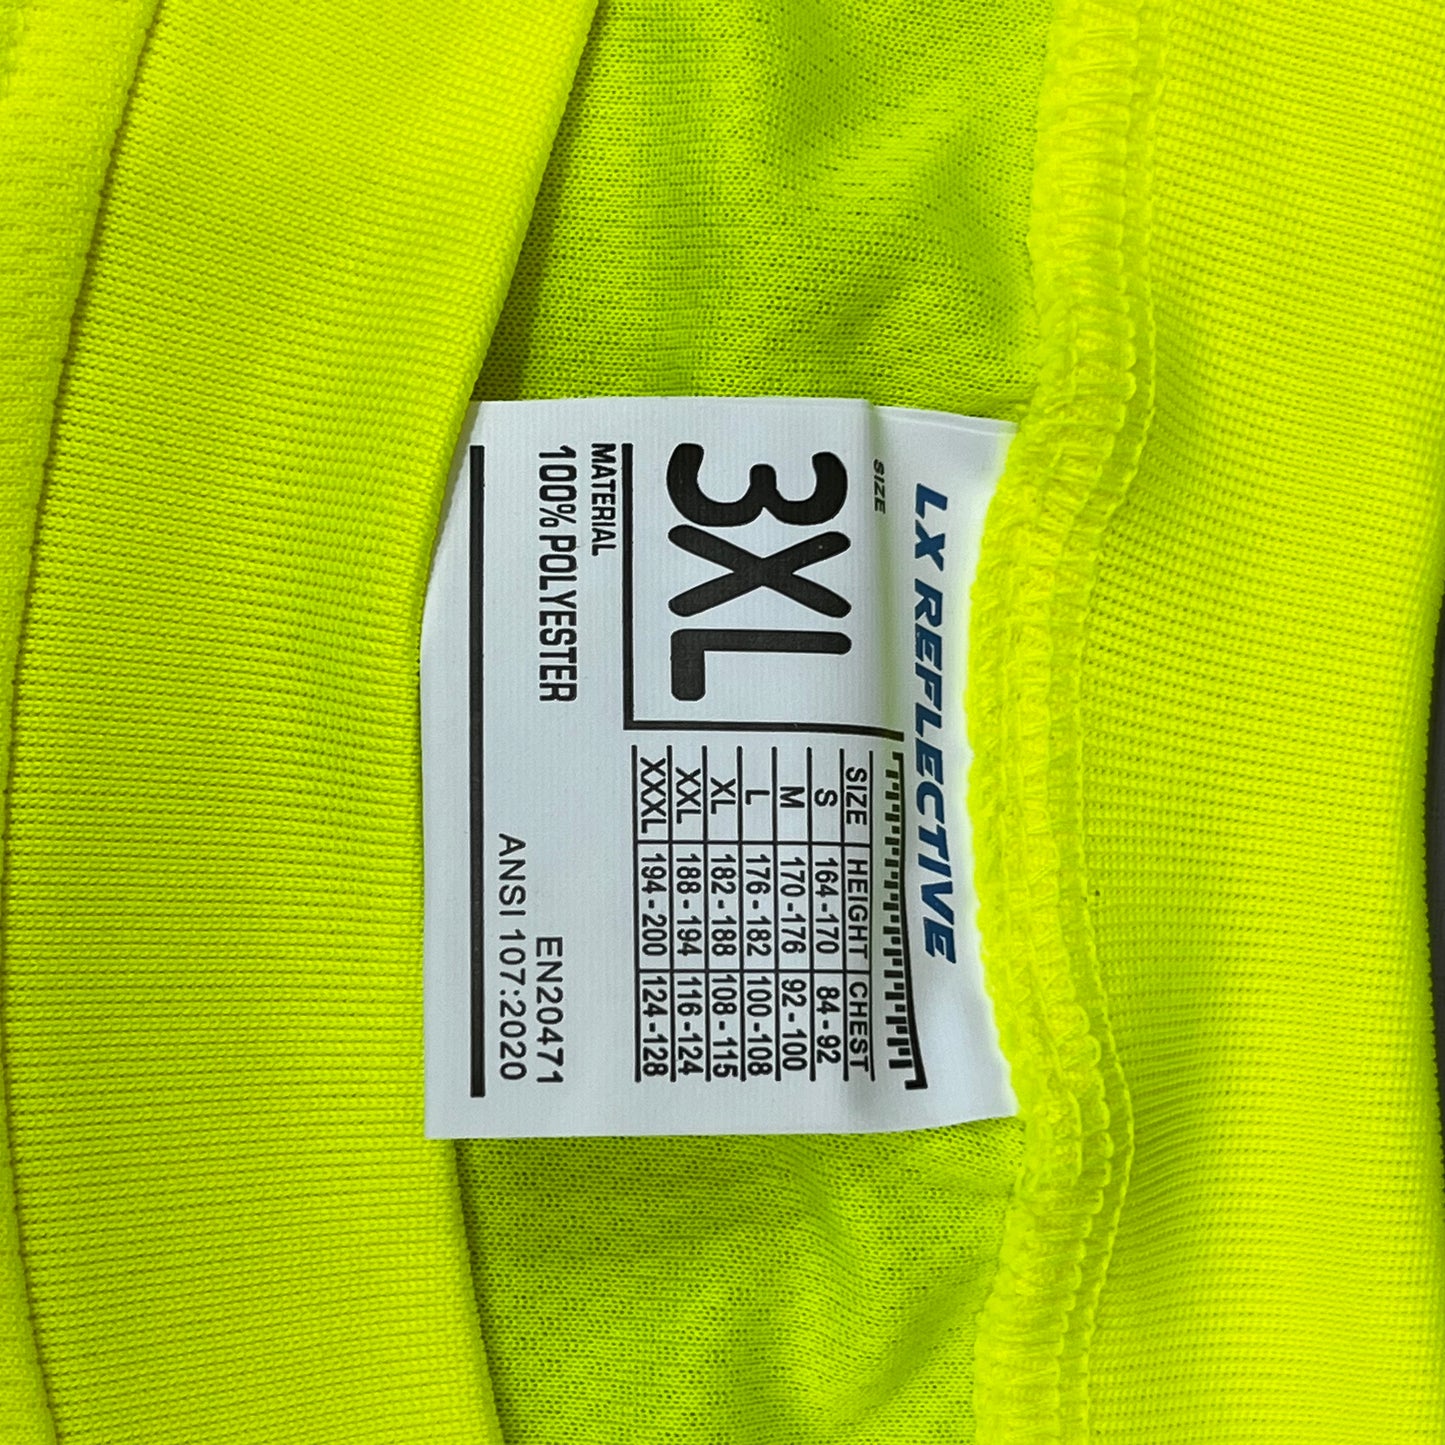 LX REFLECTIVE
SIZE
3XL
SIZE HEIGHT CHEST
S 164-170 84-92
M 170-176 92-100
L 176-182 100-108
XL 182-188 108-115
XXL 188-194 116-124
XXXL 194-200 124-128
MATERIAL
100% POLYESTER
EN20471
ANSI 107:2020